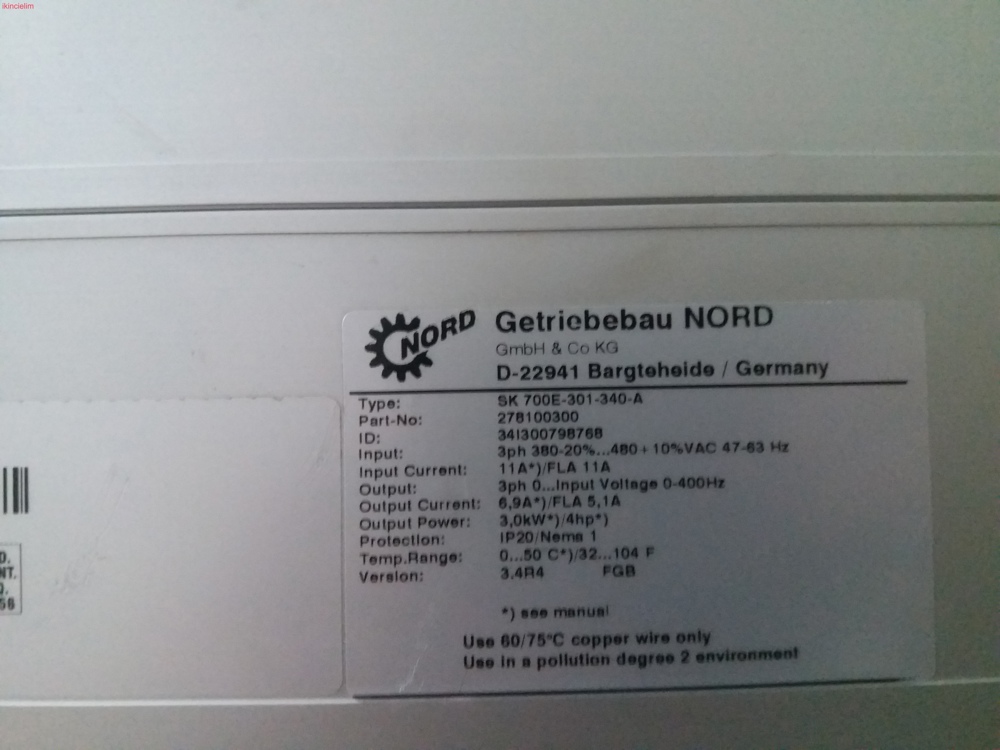 ikincielim
NORD
Getriebebau NORD
GmbH & Co KG
D-22941 Bargteheide / Germany
Type: SK 700E-301-340-A
Part-No: 278100300
ID: 34I300798768
Input: 3ph 380-20%...480+10%VAC 47-63 Hz
Input Current: 11A*)/FLA 11A
Output: 3ph 0...Input Voltage 0-400Hz
Output Current: 6,9A*)/FLA 5,1A
Output Power: 3,0kW*)/4hp*)
Protection: IP20/Nema 1
Temp.Range: 0...50 C*)/32...104 F
Version: 3.4R4 FGB
*) see manual
Use 60/75°C copper wire only
Use in a pollution degree 2 environment
D.
NT.